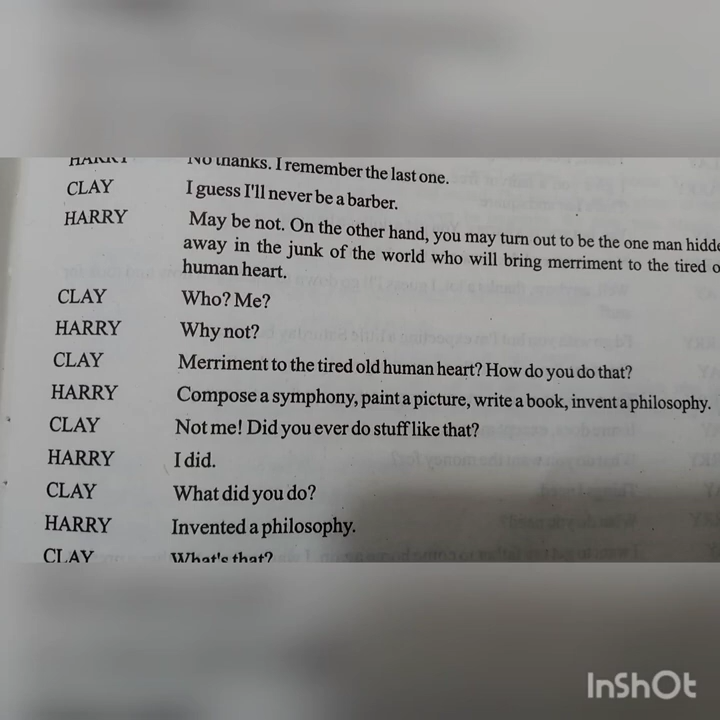 HARRY No thanks. I remember the last one.
CLAY I guess I'll never be a barber.
HARRY May be not. On the other hand, you may turn out to be the one man
away in the junk of the world who will bring merriment to the tired
human heart.
CLAY Who? Me?
HARRY Why not?
CLAY Merriment to the tired old human heart? How do you do that?
HARRY Compose a symphony, paint a picture, write a book, invent a philosophy.
CLAY Not me! Did you ever do stuff like that?
HARRY I did.
CLAY What did you do?
HARRY Invented a philosophy.
CLAY What's that?
InShOt